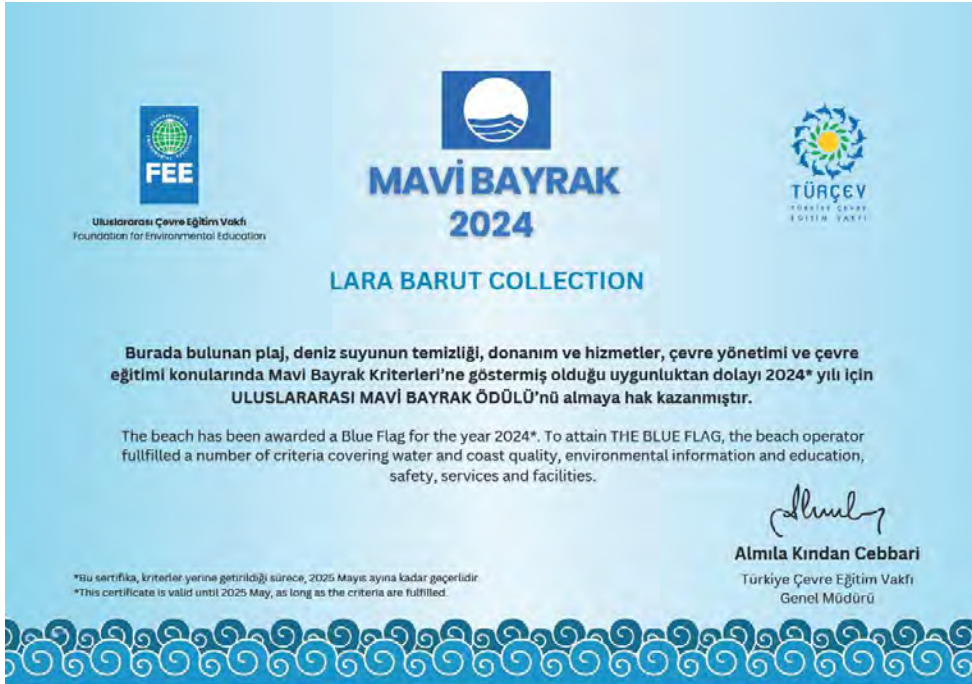 FEE
Uluslararası Çevre Eğitim Vakfı
Foundation for Environmental Education
MAVİ BAYRAK
2024
TÜRÇEV
TÜRKİYE ÇEVRE
EĞİTİM VAKFI
LARA BARUT COLLECTION
Burada bulunan plaj, deniz suyunun temizliği, donanım ve hizmetler, çevre yönetimi ve çevre
eğitimi konularında Mavi Bayrak Kriterleri’ne göstermiş olduğu uygunluktan dolayı 2024* yılı için
ULUSLARARASI MAVİ BAYRAK ÖDÜLÜ’nü almaya hak kazanmıştır.
The beach has been awarded a Blue Flag for the year 2024*. To attain THE BLUE FLAG, the beach operator
fullfilled a number of criteria covering water and coast quality, environmental information and education,
safety, services and facilities.
Almıla Kından Cebbari
Türkiye Çevre Eğitim Vakfı
Genel Müdürü
*Bu sertifika, kriterler yerine getirildiği sürece, 2025 Mayıs ayına kadar geçerlidir
*This certificate is valid until 2025 May, as long as the criteria are fulfilled.